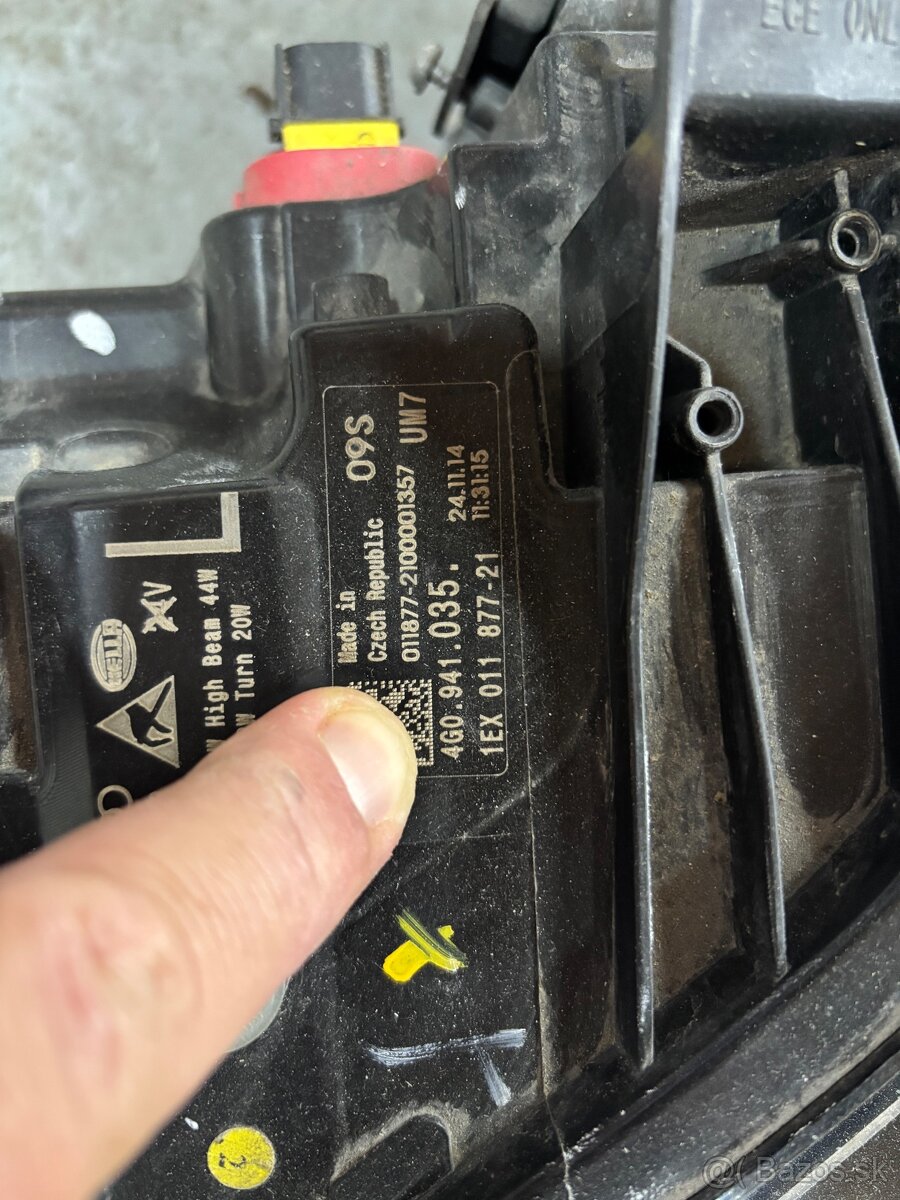 ECE ONL
Made in
Czech Republic
09S
011877-2100001357
UM7
4G0.941.035.
24.11.14
1EX 011 877-21
11:31:15
L
HELLA
High Beam 44W
Turn 20W
2
Bazos.sk